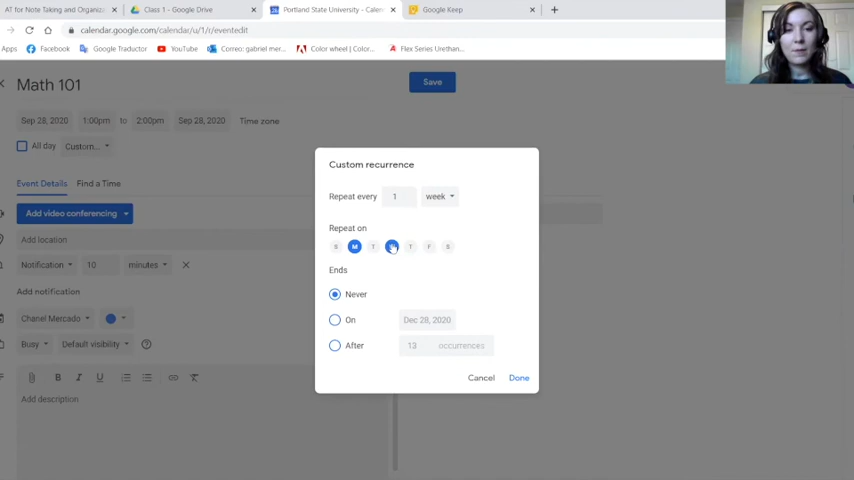 AT for Note Taking and Organiz
Class 1 - Google Drive
Portland State University - Calen
Google Keep
calendar.google.com/calendar/u/1/r/eventedit
Apps Facebook Google Traductor YouTube Correo: gabriel mer... Color wheel | Color... Flex Series Urethan...
Math 101
Save
Sep 28, 2020 1:00pm to 2:00pm Sep 28, 2020 Time zone
All day Custom...
Event Details Find a Time
Add video conferencing
Add location
Notification 10 minutes
Add notification
Chanel Mercado
Busy Default visibility
B I U
Add description
Custom recurrence
Repeat every 1 week
Repeat on
S M T W T F S
Ends
Never
On Dec 28, 2020
After 13 occurrences
Cancel Done